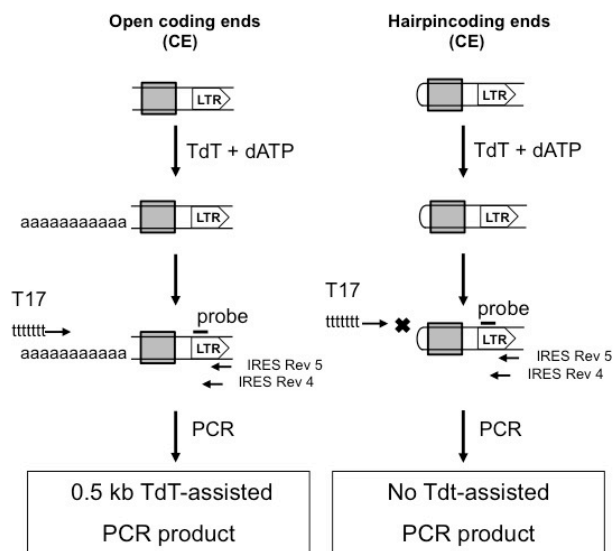 Open coding ends
(CE)
LTR
TdT + dATP
aaaaaaaaaaa
LTR
T17
ttttttt
aaaaaaaaaaa
probe
LTR
IRES Rev 5
IRES Rev 4
PCR
0.5 kb TdT-assisted
PCR product
Hairpincoding ends
(CE)
LTR
TdT + dATP
LTR
T17
ttttttt
probe
LTR
IRES Rev 5
IRES Rev 4
PCR
No Tdt-assisted
PCR product